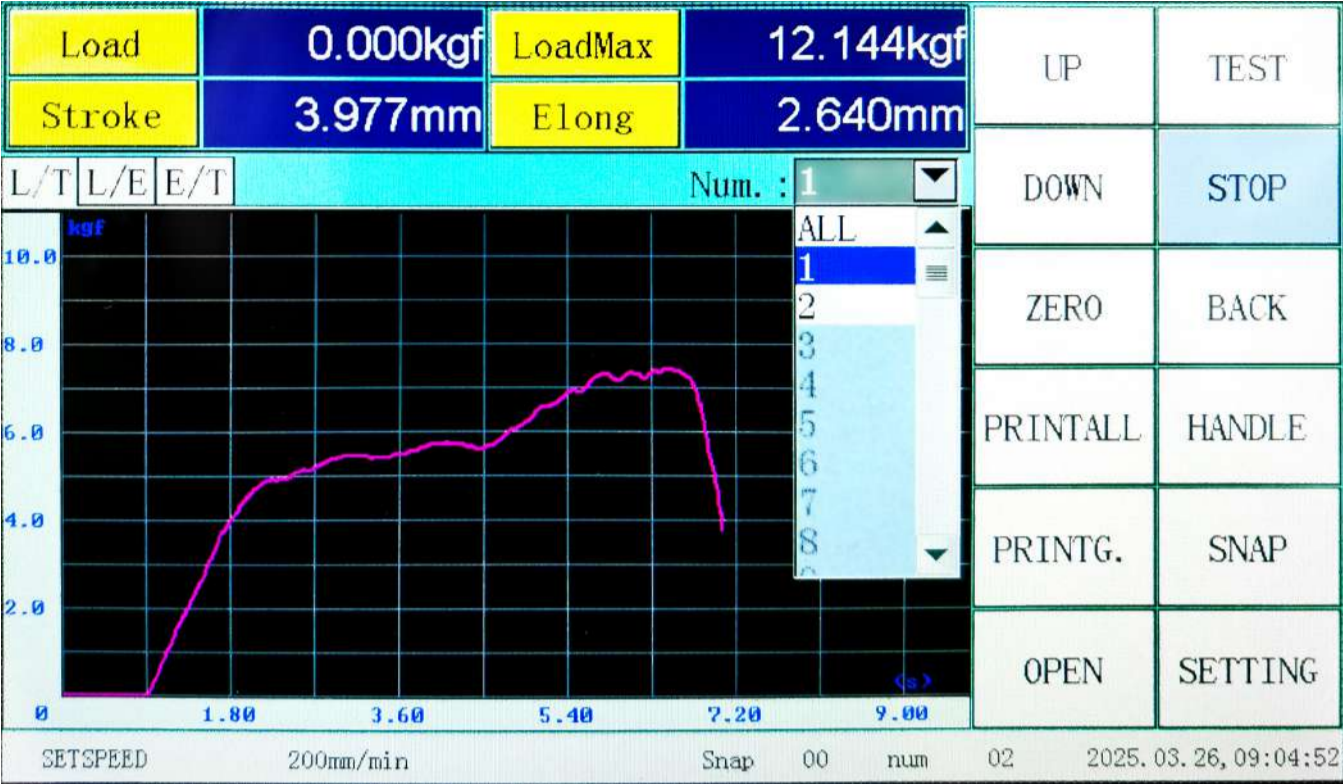 Load 0.000kgf LoadMax 12.144kgf
Stroke 3.977mm Elong 2.640mm
L/T L/E E/T Num. : 1
kgf
10.0
8.0
6.0
4.0
2.0
0 1.80 3.60 5.40 7.20 9.00
(s)
ALL
1
2
3
4
5
6
7
8
UP TEST
DOWN STOP
ZERO BACK
PRINTALL HANDLE
PRINTG. SNAP
OPEN SETTING
SETSPEED 200mm/min Snap 00 num 02 2025.03.26,09:04:52